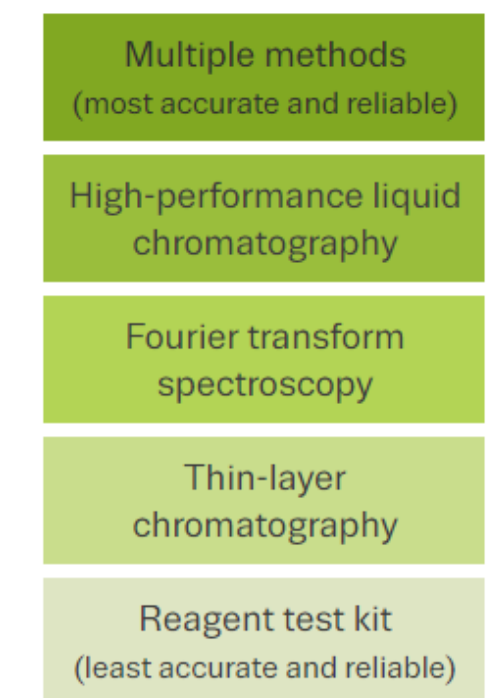 Multiple methods
(most accurate and reliable)
High-performance liquid
chromatography
Fourier transform
spectroscopy
Thin-layer
chromatography
Reagent test kit
(least accurate and reliable)